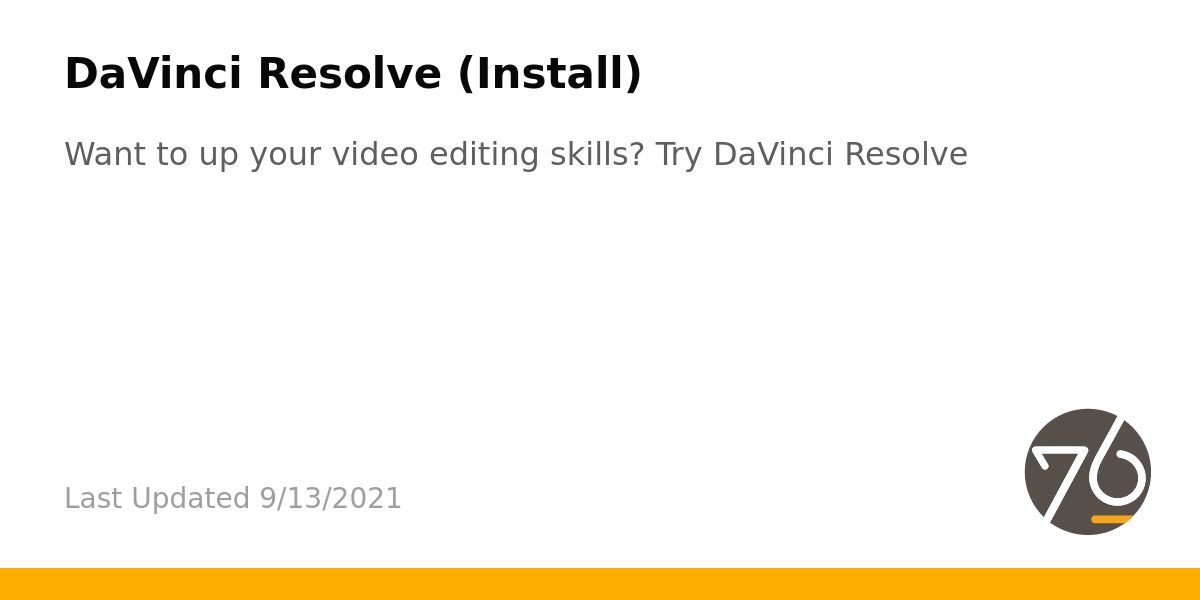 DaVinci Resolve (Install)
Want to up your video editing skills? Try DaVinci Resolve
Last Updated 9/13/2021
76